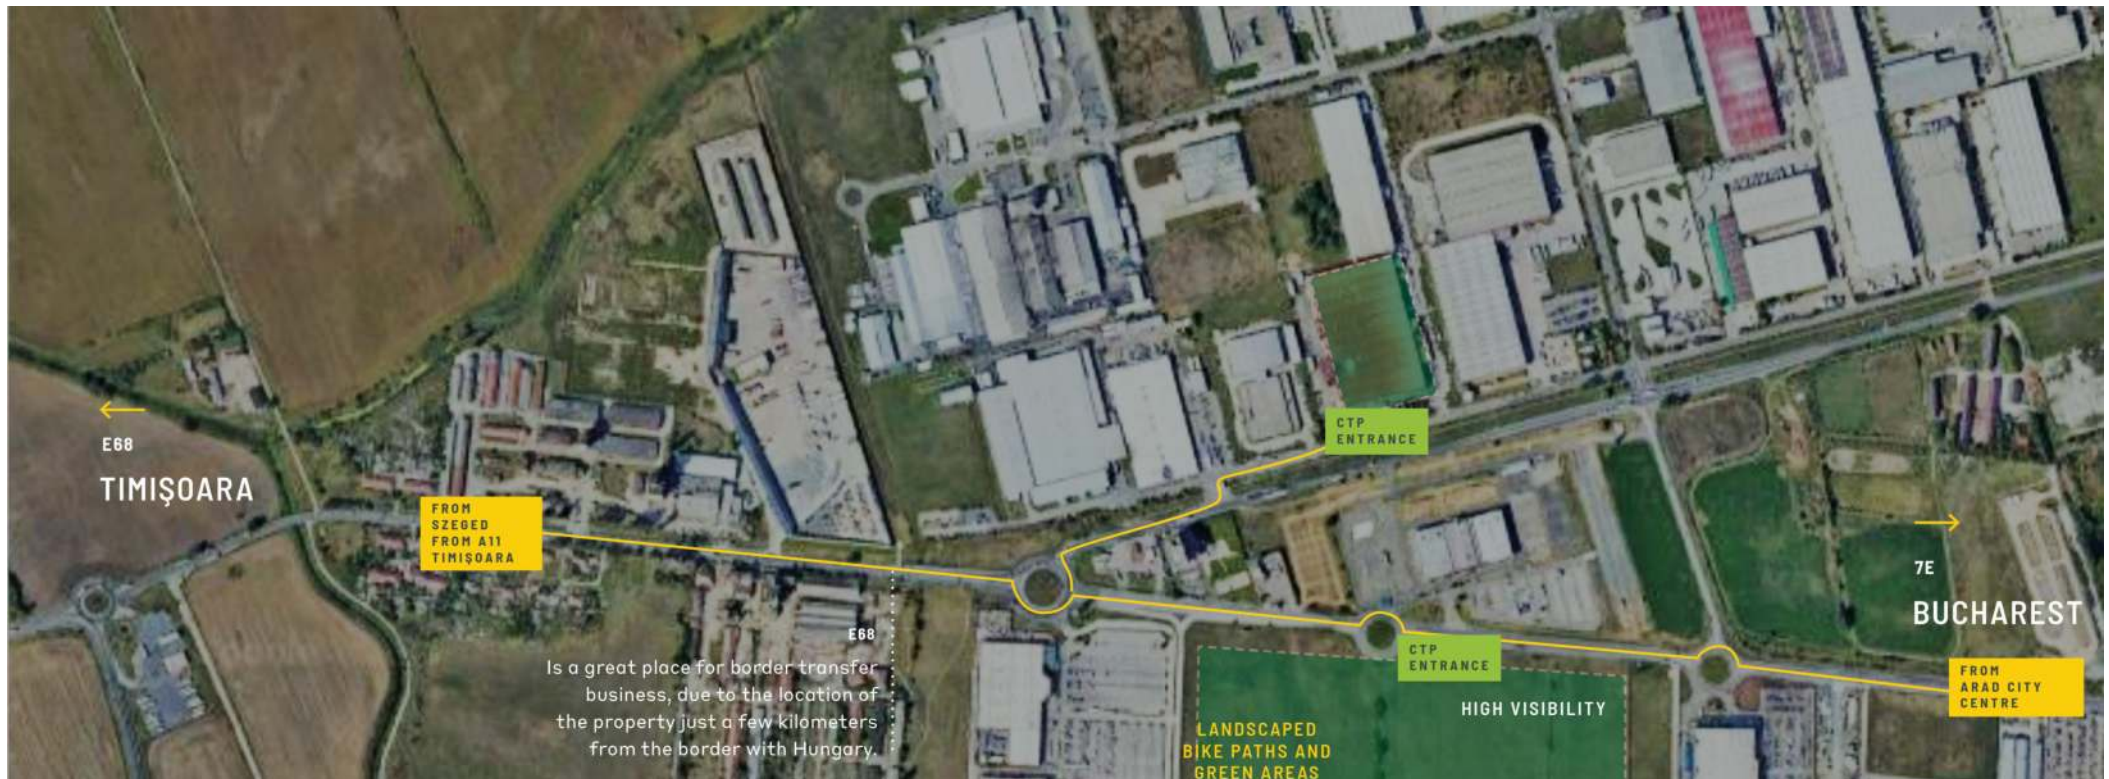 E68
TIMIŞOARA
FROM
SZEGED
FROM A11
TIMIŞOARA
CTP
ENTRANCE
E68
Is a great place for border transfer
business, due to the location of
the property just a few kilometers
from the border with Hungary.
CTP
ENTRANCE
HIGH VISIBILITY
LANDSCAPED
BIKE PATHS AND
GREEN AREAS
7E
BUCHAREST
FROM
ARAD CITY
CENTRE